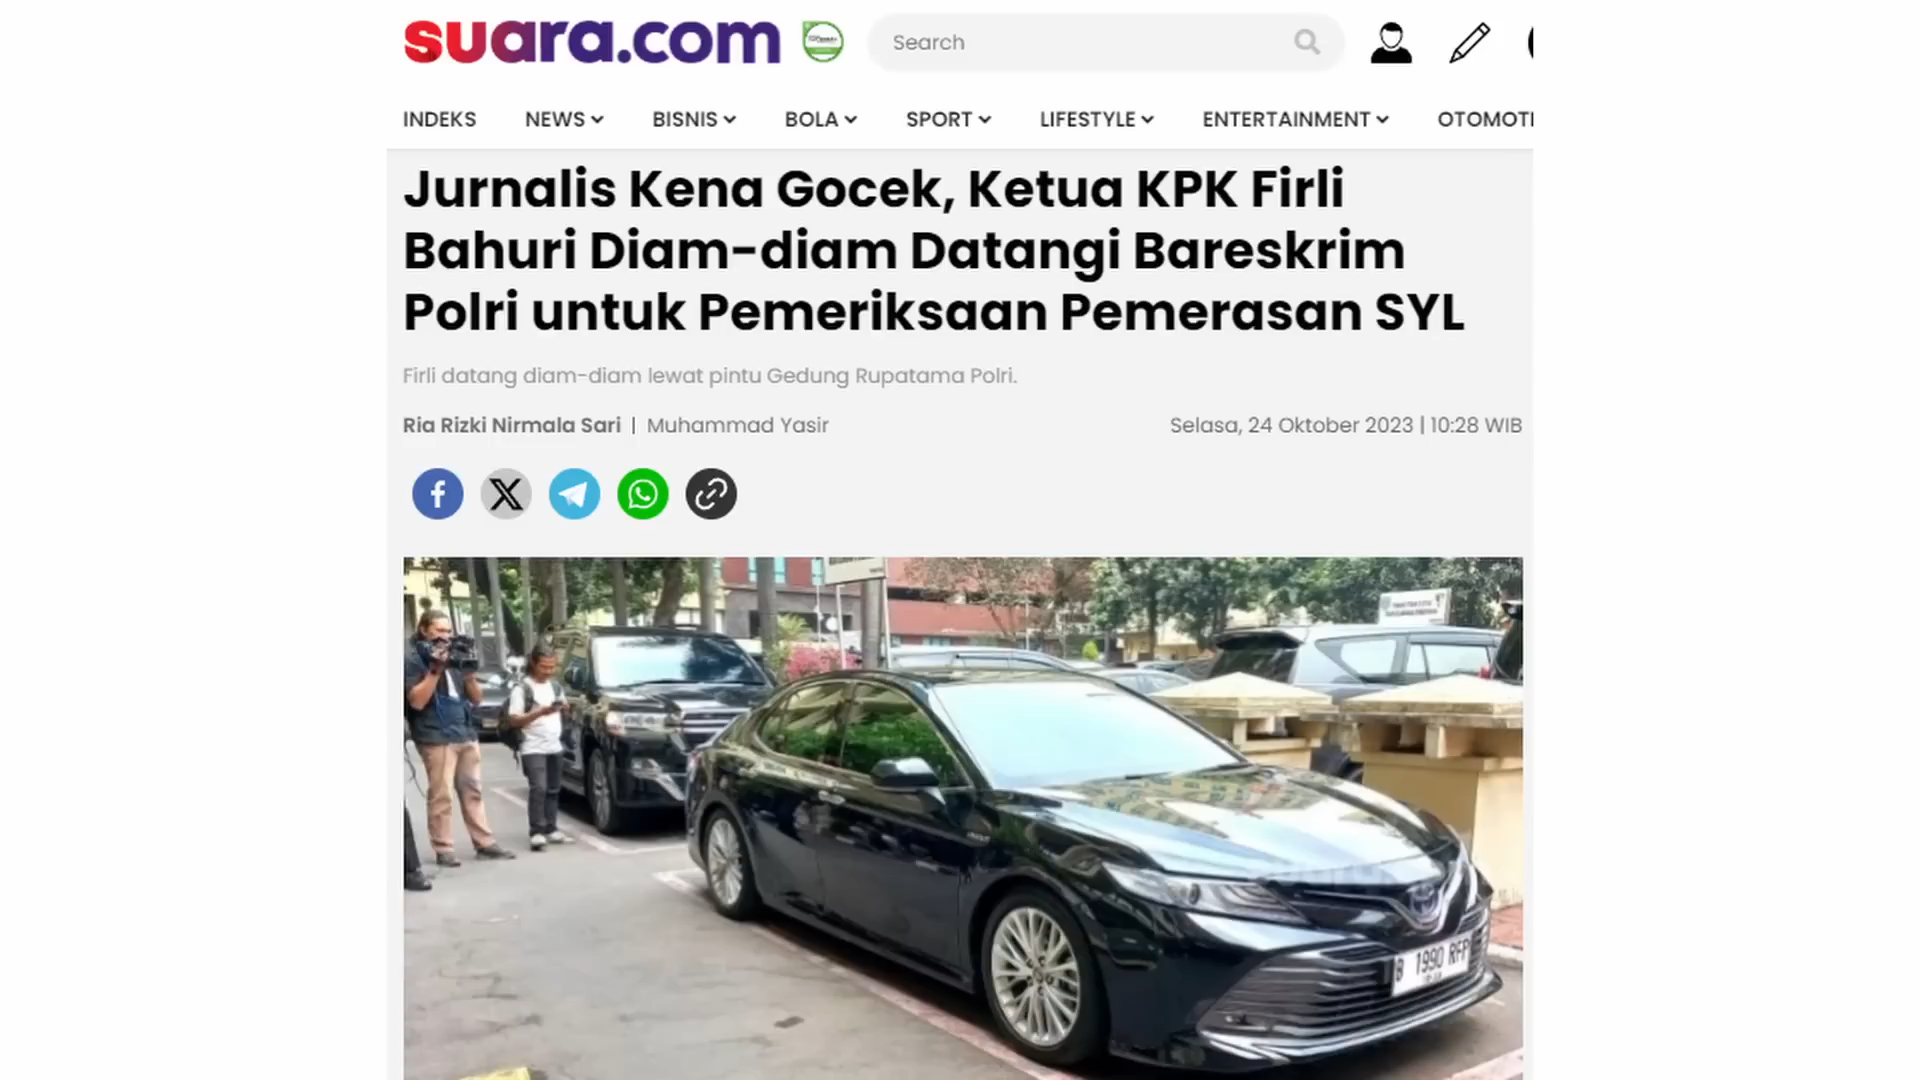 suara.com
Search
INDEKS NEWS BISNIS BOLA SPORT LIFESTYLE ENTERTAINMENT OTOMOTI
Jurnalis Kena Gocek, Ketua KPK Firli
Bahuri Diam-diam Datangi Bareskrim
Polri untuk Pemeriksaan Pemerasan SYL
Firli datang diam-diam lewat pintu Gedung Rupatama Polri.
Ria Rizki Nirmala Sari | Muhammad Yasir
Selasa, 24 Oktober 2023 | 10:28 WIB
B 1990 RFP